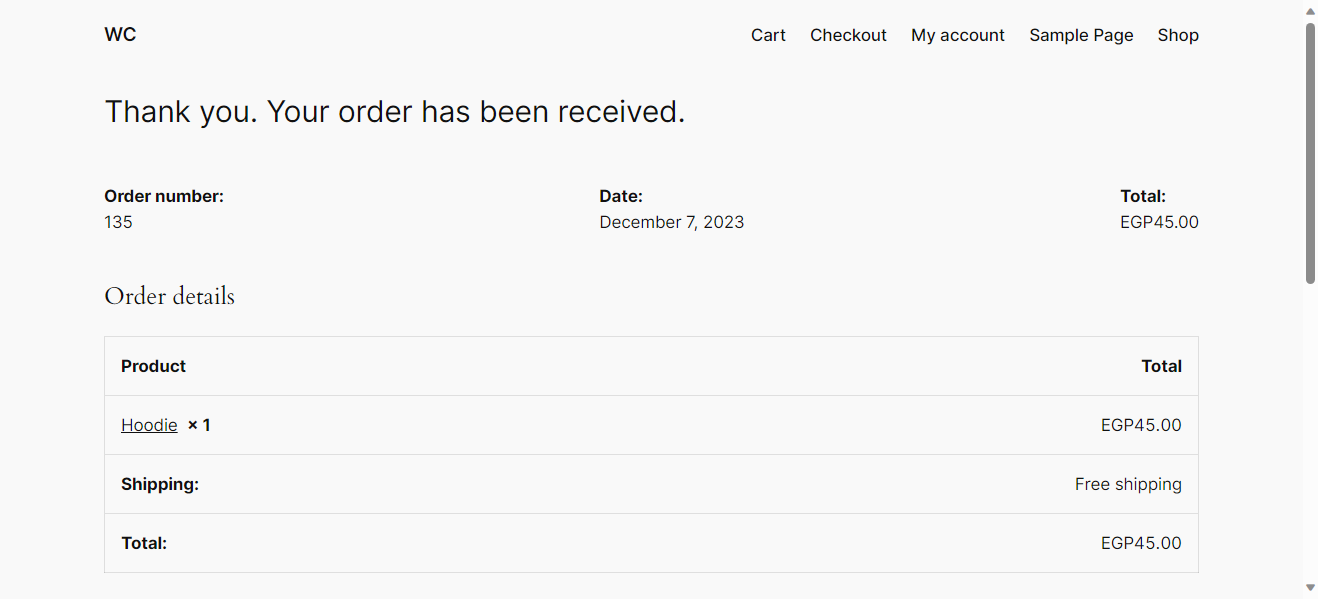 WC
Cart Checkout My account Sample Page Shop
Thank you. Your order has been received.
Order number: Date: Total:
135 December 7, 2023 EGP45.00
Order details
Product Total
Hoodie × 1 EGP45.00
Shipping: Free shipping
Total: EGP45.00